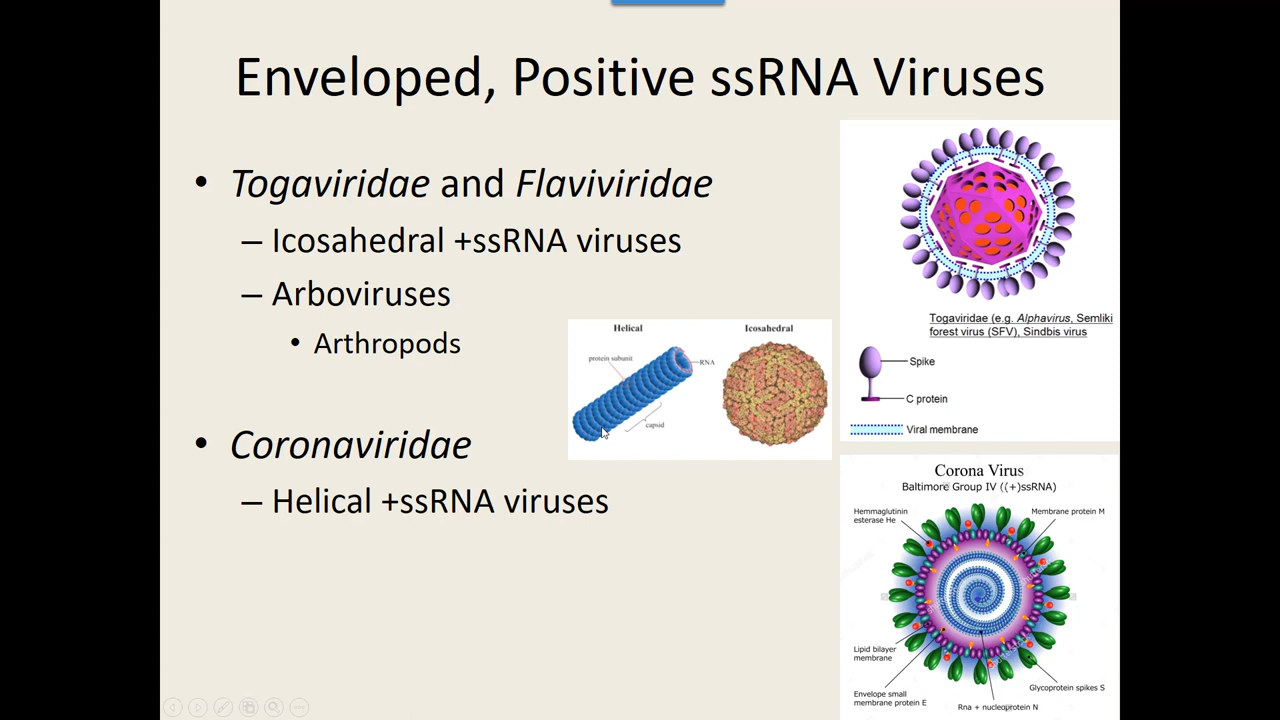 Enveloped, Positive ssRNA Viruses
• Togaviridae and Flaviviridae
– Icosahedral +ssRNA viruses
– Arboviruses
• Arthropods
• Coronaviridae
– Helical +ssRNA viruses
Helical
Icosahedral
protein subunit
RNA
capsid
Togaviridae (e.g. Alphavirus, Semliki
forest virus (SFV), Sindbis virus
Spike
C protein
Viral membrane
Corona Virus
Baltimore Group IV ((+)ssRNA)
Hemmaglutinin
esterase He
Membrane protein M
Lipid bilayer
membrane
Envelope small
membrane protein E
Glycoprotein spikes S
Rna + nucleoprotein N